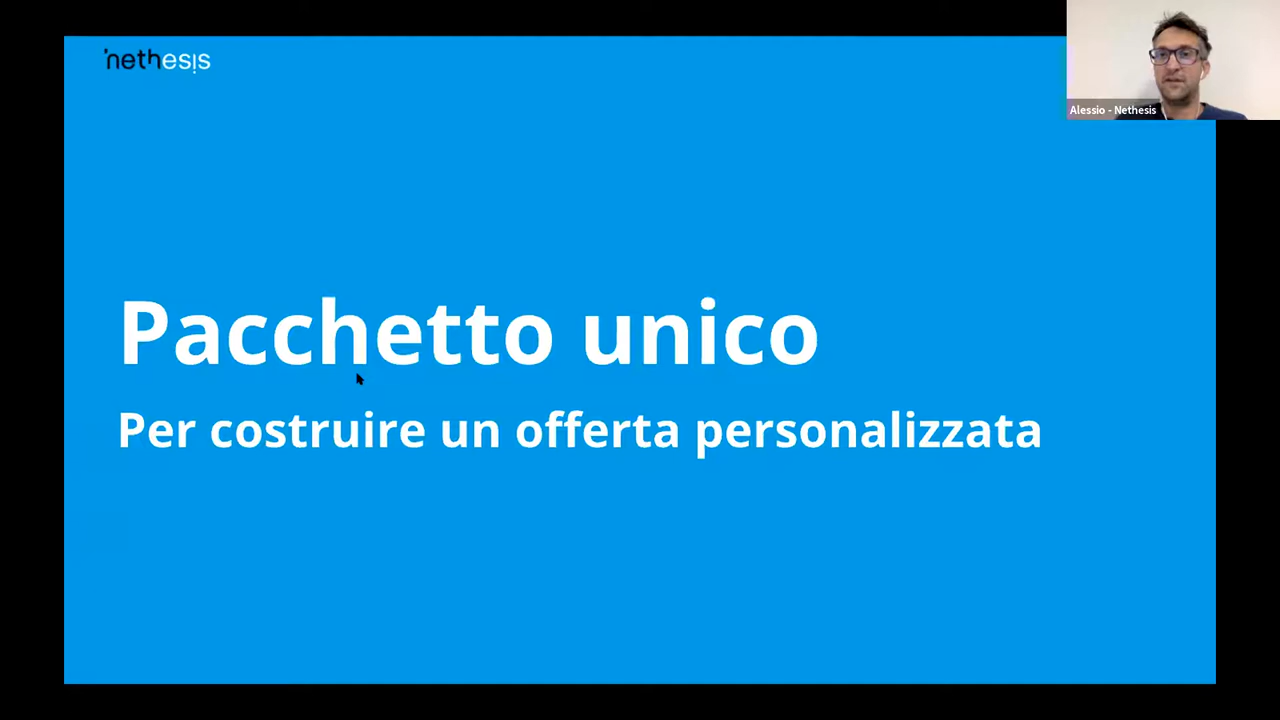 nethesis
Alessio - Nethesis
Pacchetto unico
Per costruire un offerta personalizzata